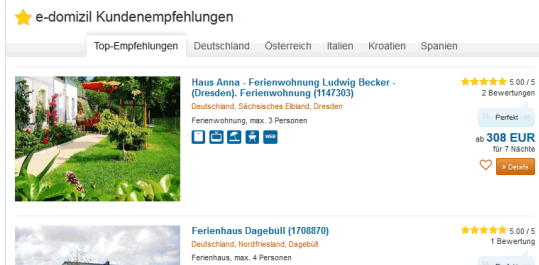 e-domizil Kundenempfehlungen
Top-Empfehlungen Deutschland Österreich Italien Kroatien Spanien
Haus Anna - Ferienwohnung Ludwig Becker -
(Dresden). Ferienwohnung (1147303)
Deutschland, Sächsisches Elbland, Dresden
Ferienwohnung, max. 3 Personen
5.00 / 5
2 Bewertungen
Perfekt
ab 308 EUR
für 7 Nächte
» Details
Ferienhaus Dagebüll (1708870)
Deutschland, Nordfriesland, Dagebüll
Ferienhaus, max. 4 Personen
5.00 / 5
1 Bewertung